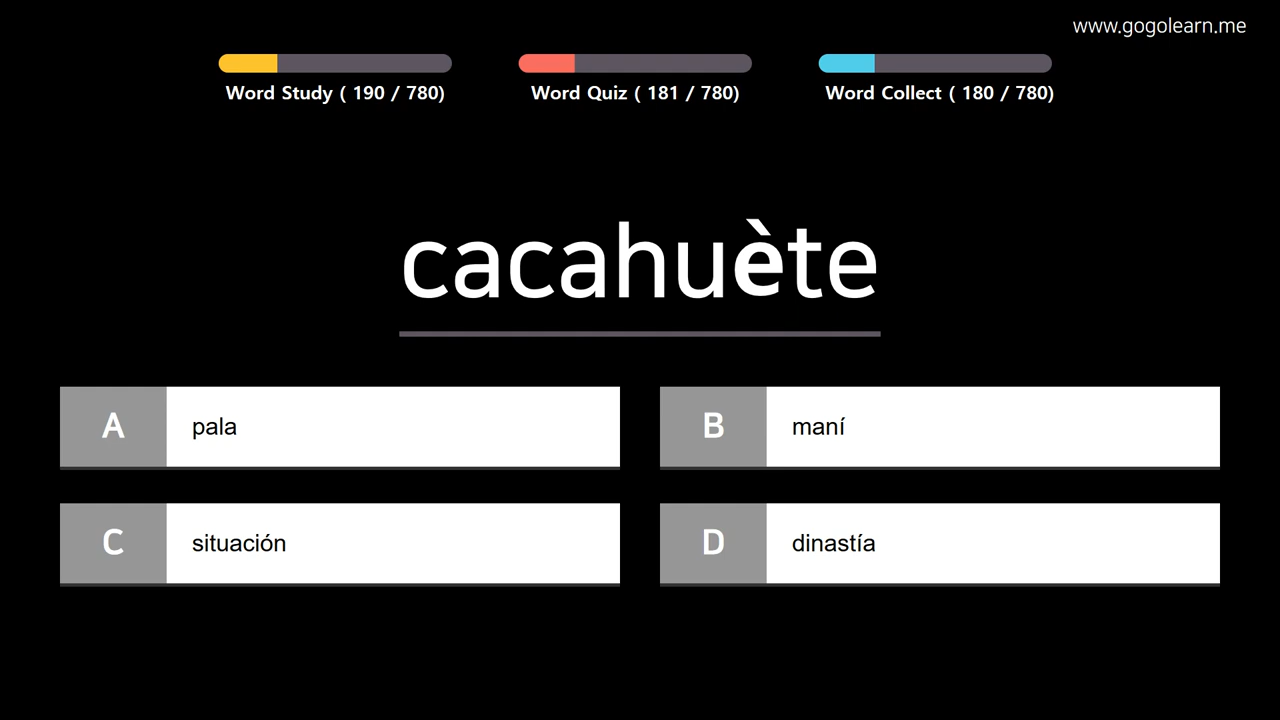 www.gogolearn.me
Word Study ( 190 / 780)
Word Quiz ( 181 / 780)
Word Collect ( 180 / 780)
cacahuète
A pala
B maní
C situación
D dinastía